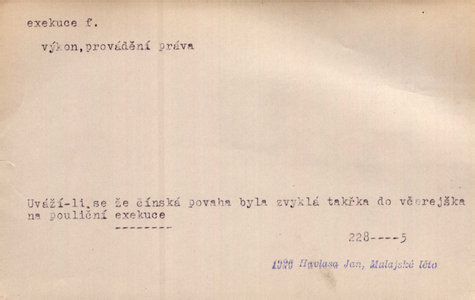 exekuce f.
výkon,provádění práva
Uváží-li,se že čínská povaha byla zvyklá takřka do včerejška
na pouliční exekuce
228----5
1926 Havlasa Jan, Malajské léto